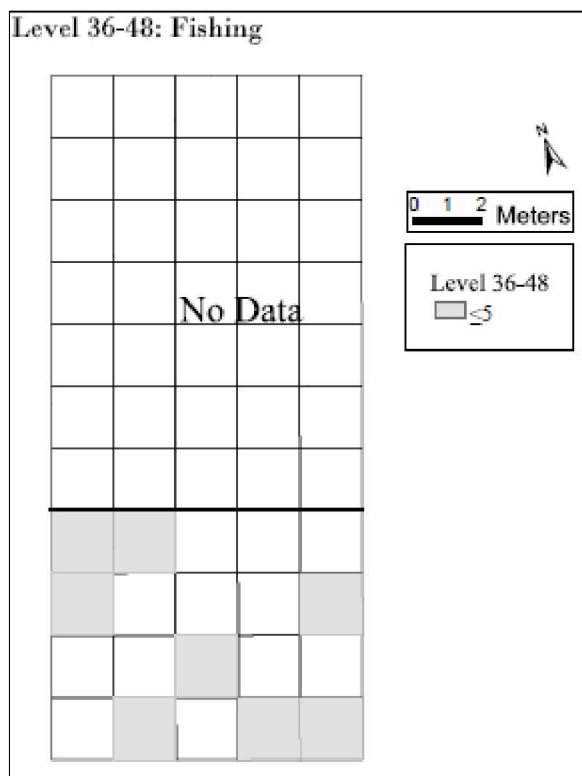 Level 36-48: Fishing
N
0 1 2
Meters
Level 36-48
≤5
No Data